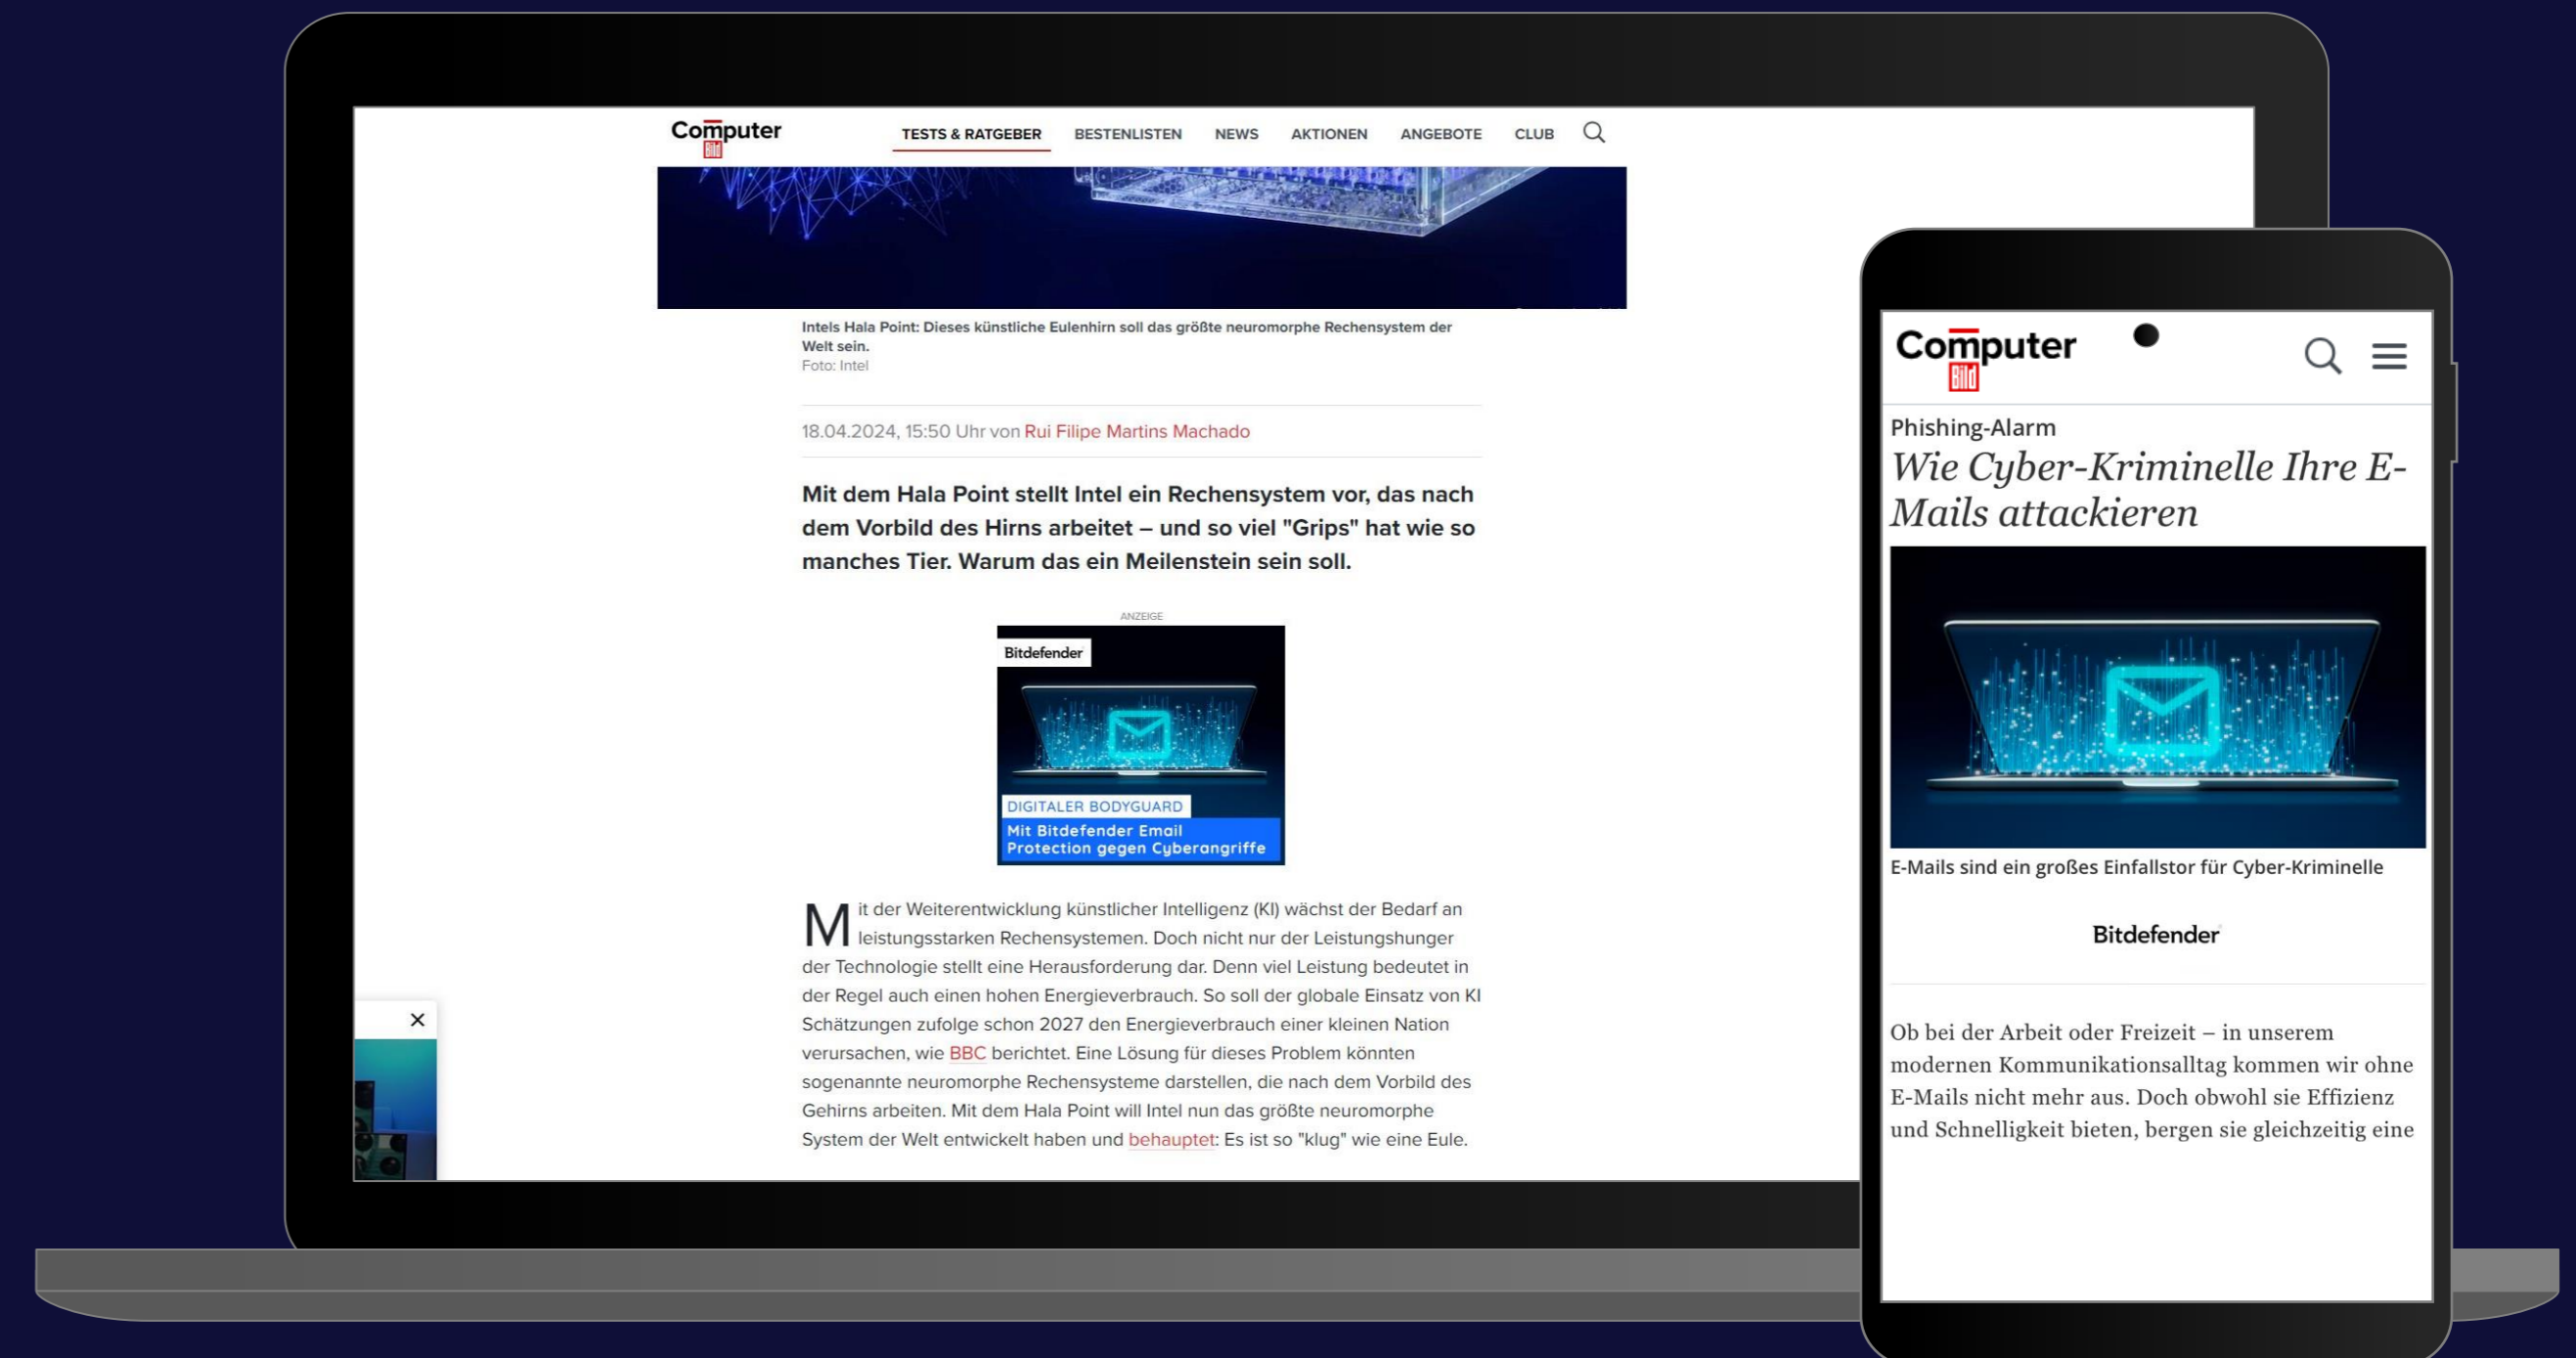 Computer
Bild
TESTS & RATGEBER BESTENLISTEN NEWS AKTIONEN ANGEBOTE CLUB
Intels Hala Point: Dieses künstliche Eulenhirn soll das größte neuromorphe Rechensystem der
Welt sein.
Foto: Intel
18.04.2024, 15:50 Uhr von Rui Filipe Martins Machado
Mit dem Hala Point stellt Intel ein Rechensystem vor, das nach
dem Vorbild des Hirns arbeitet – und so viel "Grips" hat wie so
manches Tier. Warum das ein Meilenstein sein soll.
ANZEIGE
Bitdefender
DIGITALER BODYGUARD
Mit Bitdefender Email
Protection gegen Cyberangriffe
Mit der Weiterentwicklung künstlicher Intelligenz (KI) wächst der Bedarf an
leistungsstarken Rechensystemen. Doch nicht nur der Leistungshunger
der Technologie stellt eine Herausforderung dar. Denn viel Leistung bedeutet in
der Regel auch einen hohen Energieverbrauch. So soll der globale Einsatz von KI
Schätzungen zufolge schon 2027 den Energieverbrauch einer kleinen Nation
verursachen, wie BBC berichtet. Eine Lösung für dieses Problem könnten
sogenannte neuromorphe Rechensysteme darstellen, die nach dem Vorbild des
Gehirns arbeiten. Mit dem Hala Point will Intel nun das größte neuromorphe
System der Welt entwickelt haben und behauptet: Es ist so "klug" wie eine Eule.
Computer
Bild
Phishing-Alarm
Wie Cyber-Kriminelle Ihre E-
Mails attackieren
E-Mails sind ein großes Einfallstor für Cyber-Kriminelle
Bitdefender
Ob bei der Arbeit oder Freizeit – in unserem
modernen Kommunikationsalltag kommen wir ohne
E-Mails nicht mehr aus. Doch obwohl sie Effizienz
und Schnelligkeit bieten, bergen sie gleichzeitig eine